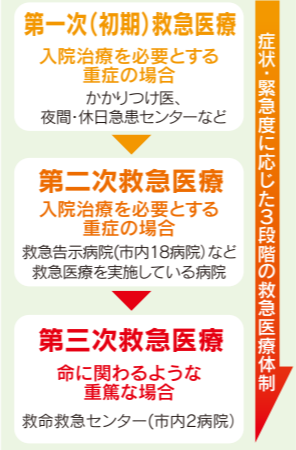 第一次(初期)救急医療
入院治療を必要とする
重症の場合
かかりつけ医、
夜間・休日急患センターなど
第二次救急医療
入院治療を必要とする
重症の場合
救急告示病院(市内18病院)など
救急医療を実施している病院
第三次救急医療
命に関わるような
重篤な場合
救命救急センター(市内2病院)
症状・緊急度に応じた3段階の救急医療体制